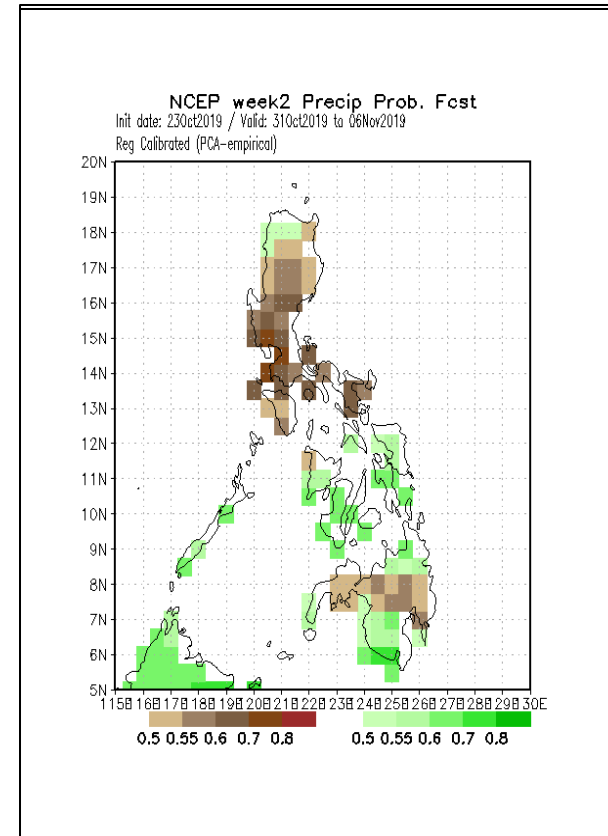 NCEP week2 Precip Prob. Fcst
Init date: 23Oct2019 / Valid: 31Oct2019 to 06Nov2019
Reg Calibrated (PCA-empirical)
20N
19N
18N
17N
16N
15N
14N
13N
12N
11N
10N
9N
8N
7N
6N
5N
115E 116E 117E 118E 119E 120E 121E 122E 123E 124E 125E 126E 127E 128E 129E 130E
0.5 0.55 0.6 0.7 0.8 0.5 0.55 0.6 0.7 0.8